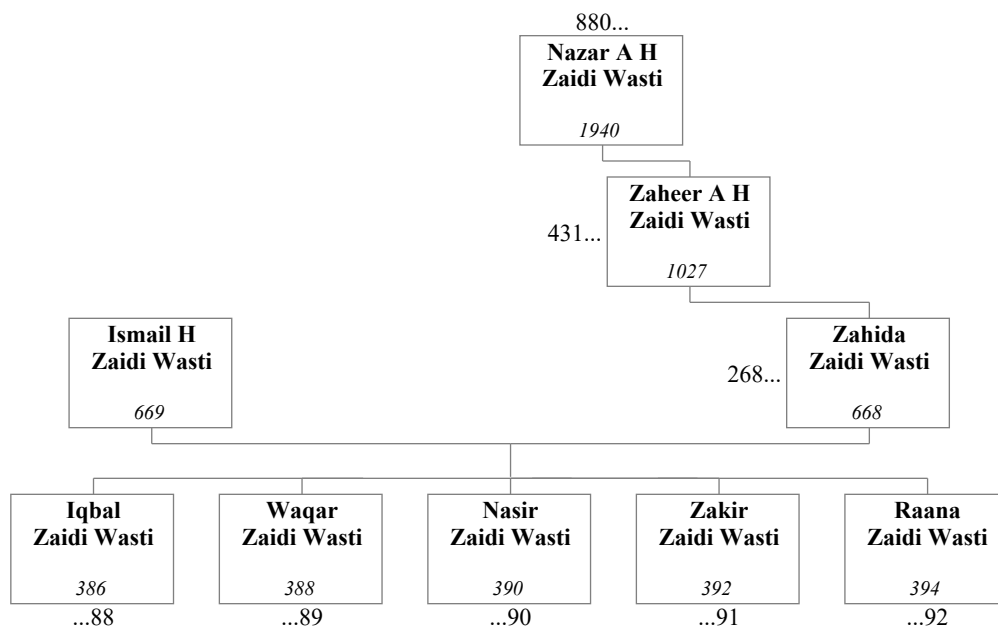 880...
Nazar A H
Zaidi Wasti
1940
Zaheer A H
Zaidi Wasti
431...
1027
Ismail H
Zaidi Wasti
669
Zahida
Zaidi Wasti
268...
668
Iqbal
Zaidi Wasti
386
...88
Waqar
Zaidi Wasti
388
...89
Nasir
Zaidi Wasti
390
...90
Zakir
Zaidi Wasti
392
...91
Raana
Zaidi Wasti
394
...92